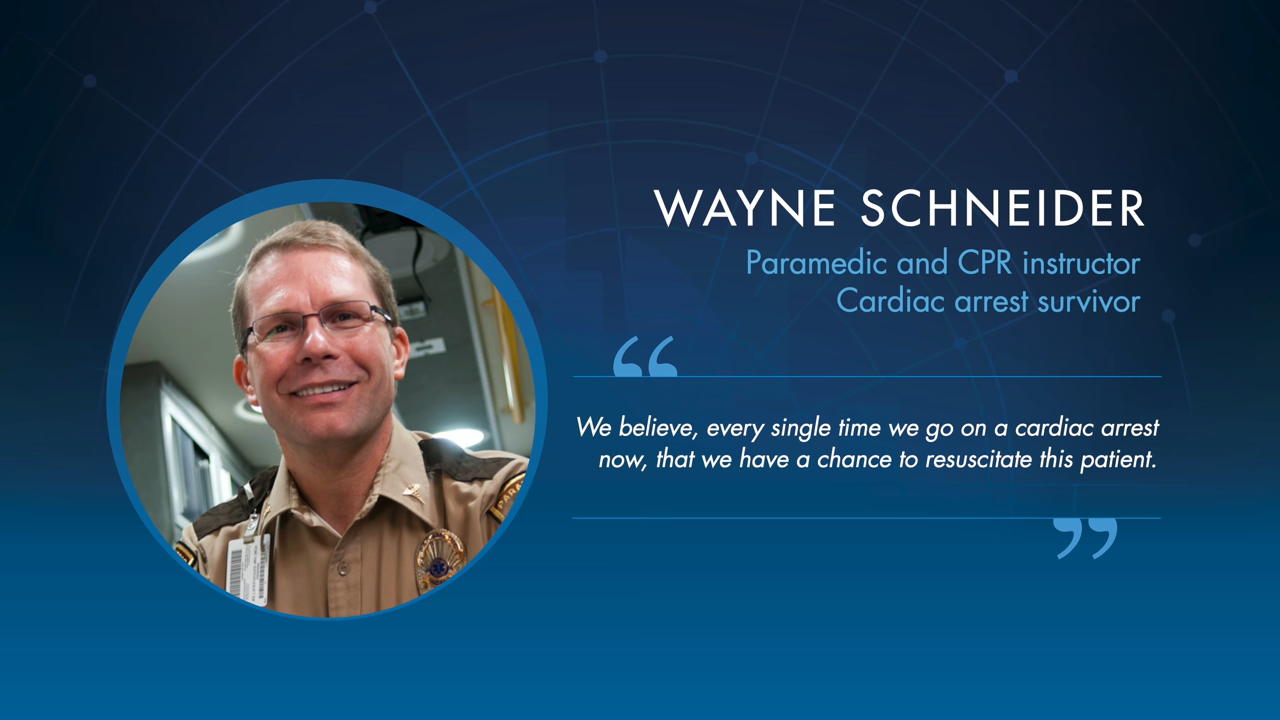 WAYNE SCHNEIDER
Paramedic and CPR instructor
Cardiac arrest survivor
“
We believe, every single time we go on a cardiac arrest
now, that we have a chance to resuscitate this patient.
”
PARA